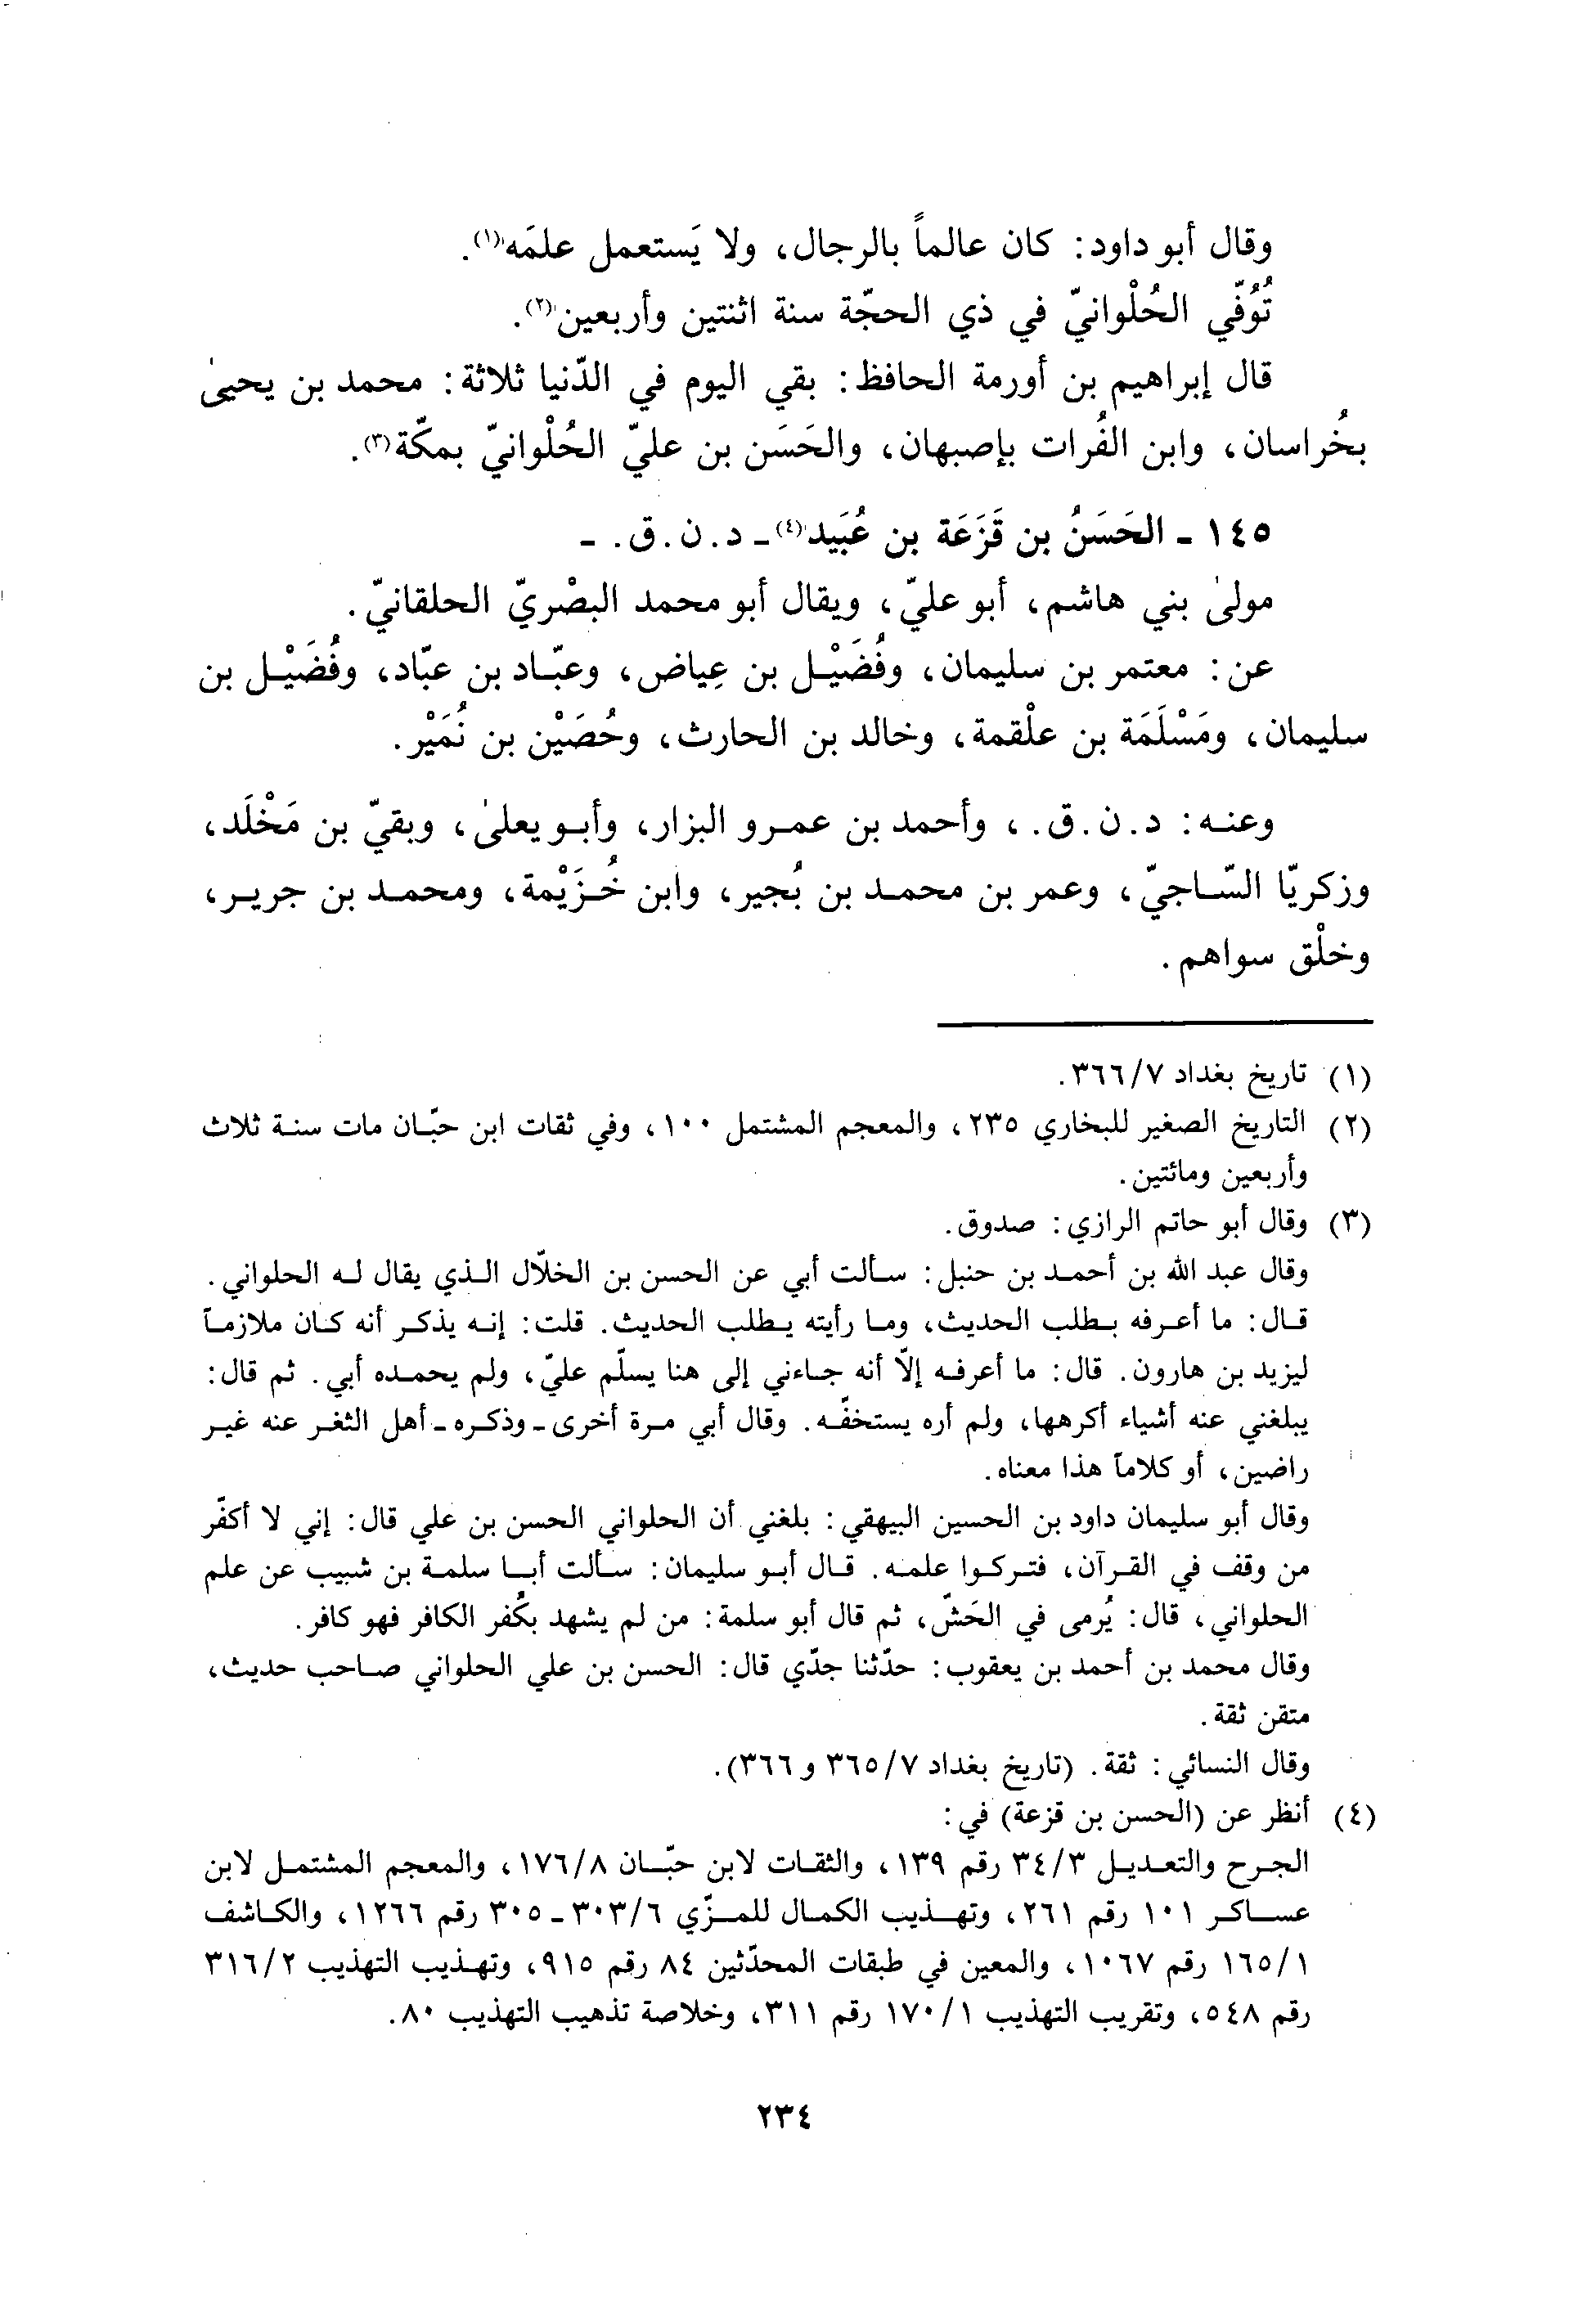 وقال أبو داود: كان عالماً بالرجال، ولا يَستعمل علمَه(١).
تُوُفّي الحُلْوانيّ في ذي الحجّة سنة اثنتين وأربعين(٢).
قال إبراهيم بن أورمة الحافظ: بقي اليوم في الدّنيا ثلاثة: محمد بن يحيىٰ
بخُراسان، وابن الفُرات بإصبهان، والحَسَن بن عليّ الحُلْوانيّ بمكّة(٣).
١٤٥ - الحَسَنُ بن قَزَعَة بن عُبَيد(٤) - د. ن. ق. -
مولىٰ بني هاشم، أبو عليّ، ويقال أبو محمد البصْريّ الحلقانيّ.
عن: معتمر بن سليمان، وفُضَيْل بن عِياض، وعبّاد بن عبّاد، وفُضَيْل بن
سليمان، ومَسْلَمَة بن علْقمة، وخالد بن الحارث، وحُصَيْن بن نُمَيْر.
وعنه: د. ن. ق.، وأحمد بن عمرو البزار، وأبو يعلىٰ، وبقيّ بن مَخْلَد،
وزكريّا السّاجيّ، وعمر بن محمد بن بُجير، وابن خُزَيْمة، ومحمد بن جرير،
وخلْق سواهم.
(١) تاريخ بغداد ٣٦٦/٧.
(٢) التاريخ الصغير للبخاري ٢٣٥، والمعجم المشتمل ١٠٠، وفي ثقات ابن حبّان مات سنة ثلاث
وأربعين ومائتين.
(٣) وقال أبو حاتم الرازي: صدوق.
وقال عبد الله بن أحمد بن حنبل: سألت أبي عن الحسن بن الخلّال الذي يقال له الحلواني.
قال: ما أعرفه بطلب الحديث، وما رأيته يطلب الحديث. قلت: إنه يذكر أنه كان ملازماً
ليزيد بن هارون. قال: ما أعرفه إلّا أنه جاءني إلى هنا يسلّم عليّ، ولم يحمده أبي. ثم قال:
يبلغني عنه أشياء أكرهها، ولم أره يستخفّه. وقال أبي مرة أخرى - وذكره - أهل الثغر عنه غير
راضين، أو كلاماً هذا معناه.
وقال أبو سليمان داود بن الحسين البيهقي: بلغني أن الحلواني الحسن بن علي قال: إني لا أكفّر
من وقف في القرآن، فتركوا علمه. قال أبو سليمان: سألت أبا سلمة بن شبيب عن علم
الحلواني، قال: يُرمى في الحَشّ، ثم قال أبو سلمة: من لم يشهد بكُفر الكافر فهو كافر.
وقال محمد بن أحمد بن يعقوب: حدّثنا جدّي قال: الحسن بن علي الحلواني صاحب حديث،
متقن ثقة.
وقال النسائي: ثقة. (تاريخ بغداد ٣٦٥/٧ و ٣٦٦).
(٤) أنظر عن (الحسن بن قزعة) في:
الجرح والتعديل ٣٤/٣ رقم ١٣٩، والثقات لابن حبّان ١٧٦/٨، والمعجم المشتمل لابن
عساكر ١٠١ رقم ٢٦١، وتهذيب الكمال للمزّي ٣٠٣/٦ - ٣٠٥ رقم ١٢٦٦، والكاشف
١٦٥/١ رقم ١٠٦٧، والمعين في طبقات المحدّثين ٨٤ رقم ٩١٥، وتهذيب التهذيب ٣١٦/٢
رقم ٥٤٨، وتقريب التهذيب ١٧٠/١ رقم ٣١١، وخلاصة تذهيب التهذيب ٨٠.
٢٣٤